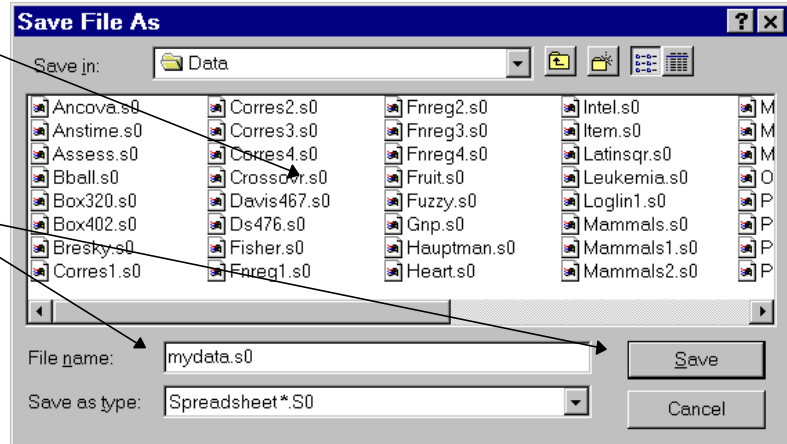 Save File As
Save in: Data
Ancova.s0 Corres2.s0 Fnreg2.s0 Intel.s0 M
Anstime.s0 Corres3.s0 Fnreg3.s0 Item.s0 M
Assess.s0 Corres4.s0 Fnreg4.s0 Latinsqr.s0 M
Bball.s0 Crossovr.s0 Fruit.s0 Leukemia.s0 O
Box320.s0 Davis467.s0 Fuzzy.s0 Loglin1.s0 P
Box402.s0 Ds476.s0 Gnp.s0 Mammals.s0 P
Bresky.s0 Fisher.s0 Hauptman.s0 Mammals1.s0 P
Corres1.s0 Fnreg1.s0 Heart.s0 Mammals2.s0 P
File name: mydata.s0 Save
Save as type: Spreadsheet*.S0 Cancel